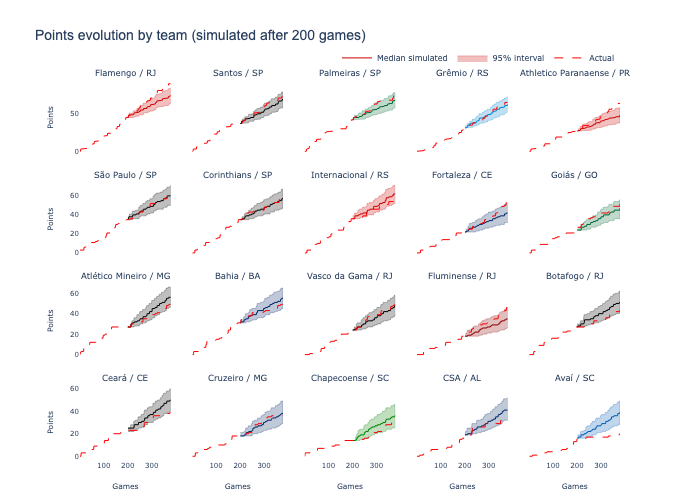 Points evolution by team (simulated after 200 games)
Median simulated 95% interval Actual
Flamengo / RJ Santos / SP Palmeiras / SP Grêmio / RS Athletico Paranaense / PR
Points
50
0
São Paulo / SP Corinthians / SP Internacional / RS Fortaleza / CE Goiás / GO
Points
60
40
20
0
Atlético Mineiro / MG Bahia / BA Vasco da Gama / RJ Fluminense / RJ Botafogo / RJ
Points
60
40
20
0
Ceará / CE Cruzeiro / MG Chapecoense / SC CSA / AL Avaí / SC
Points
60
40
20
0
100 200 300 100 200 300 100 200 300 100 200 300 100 200 300
Games Games Games Games Games